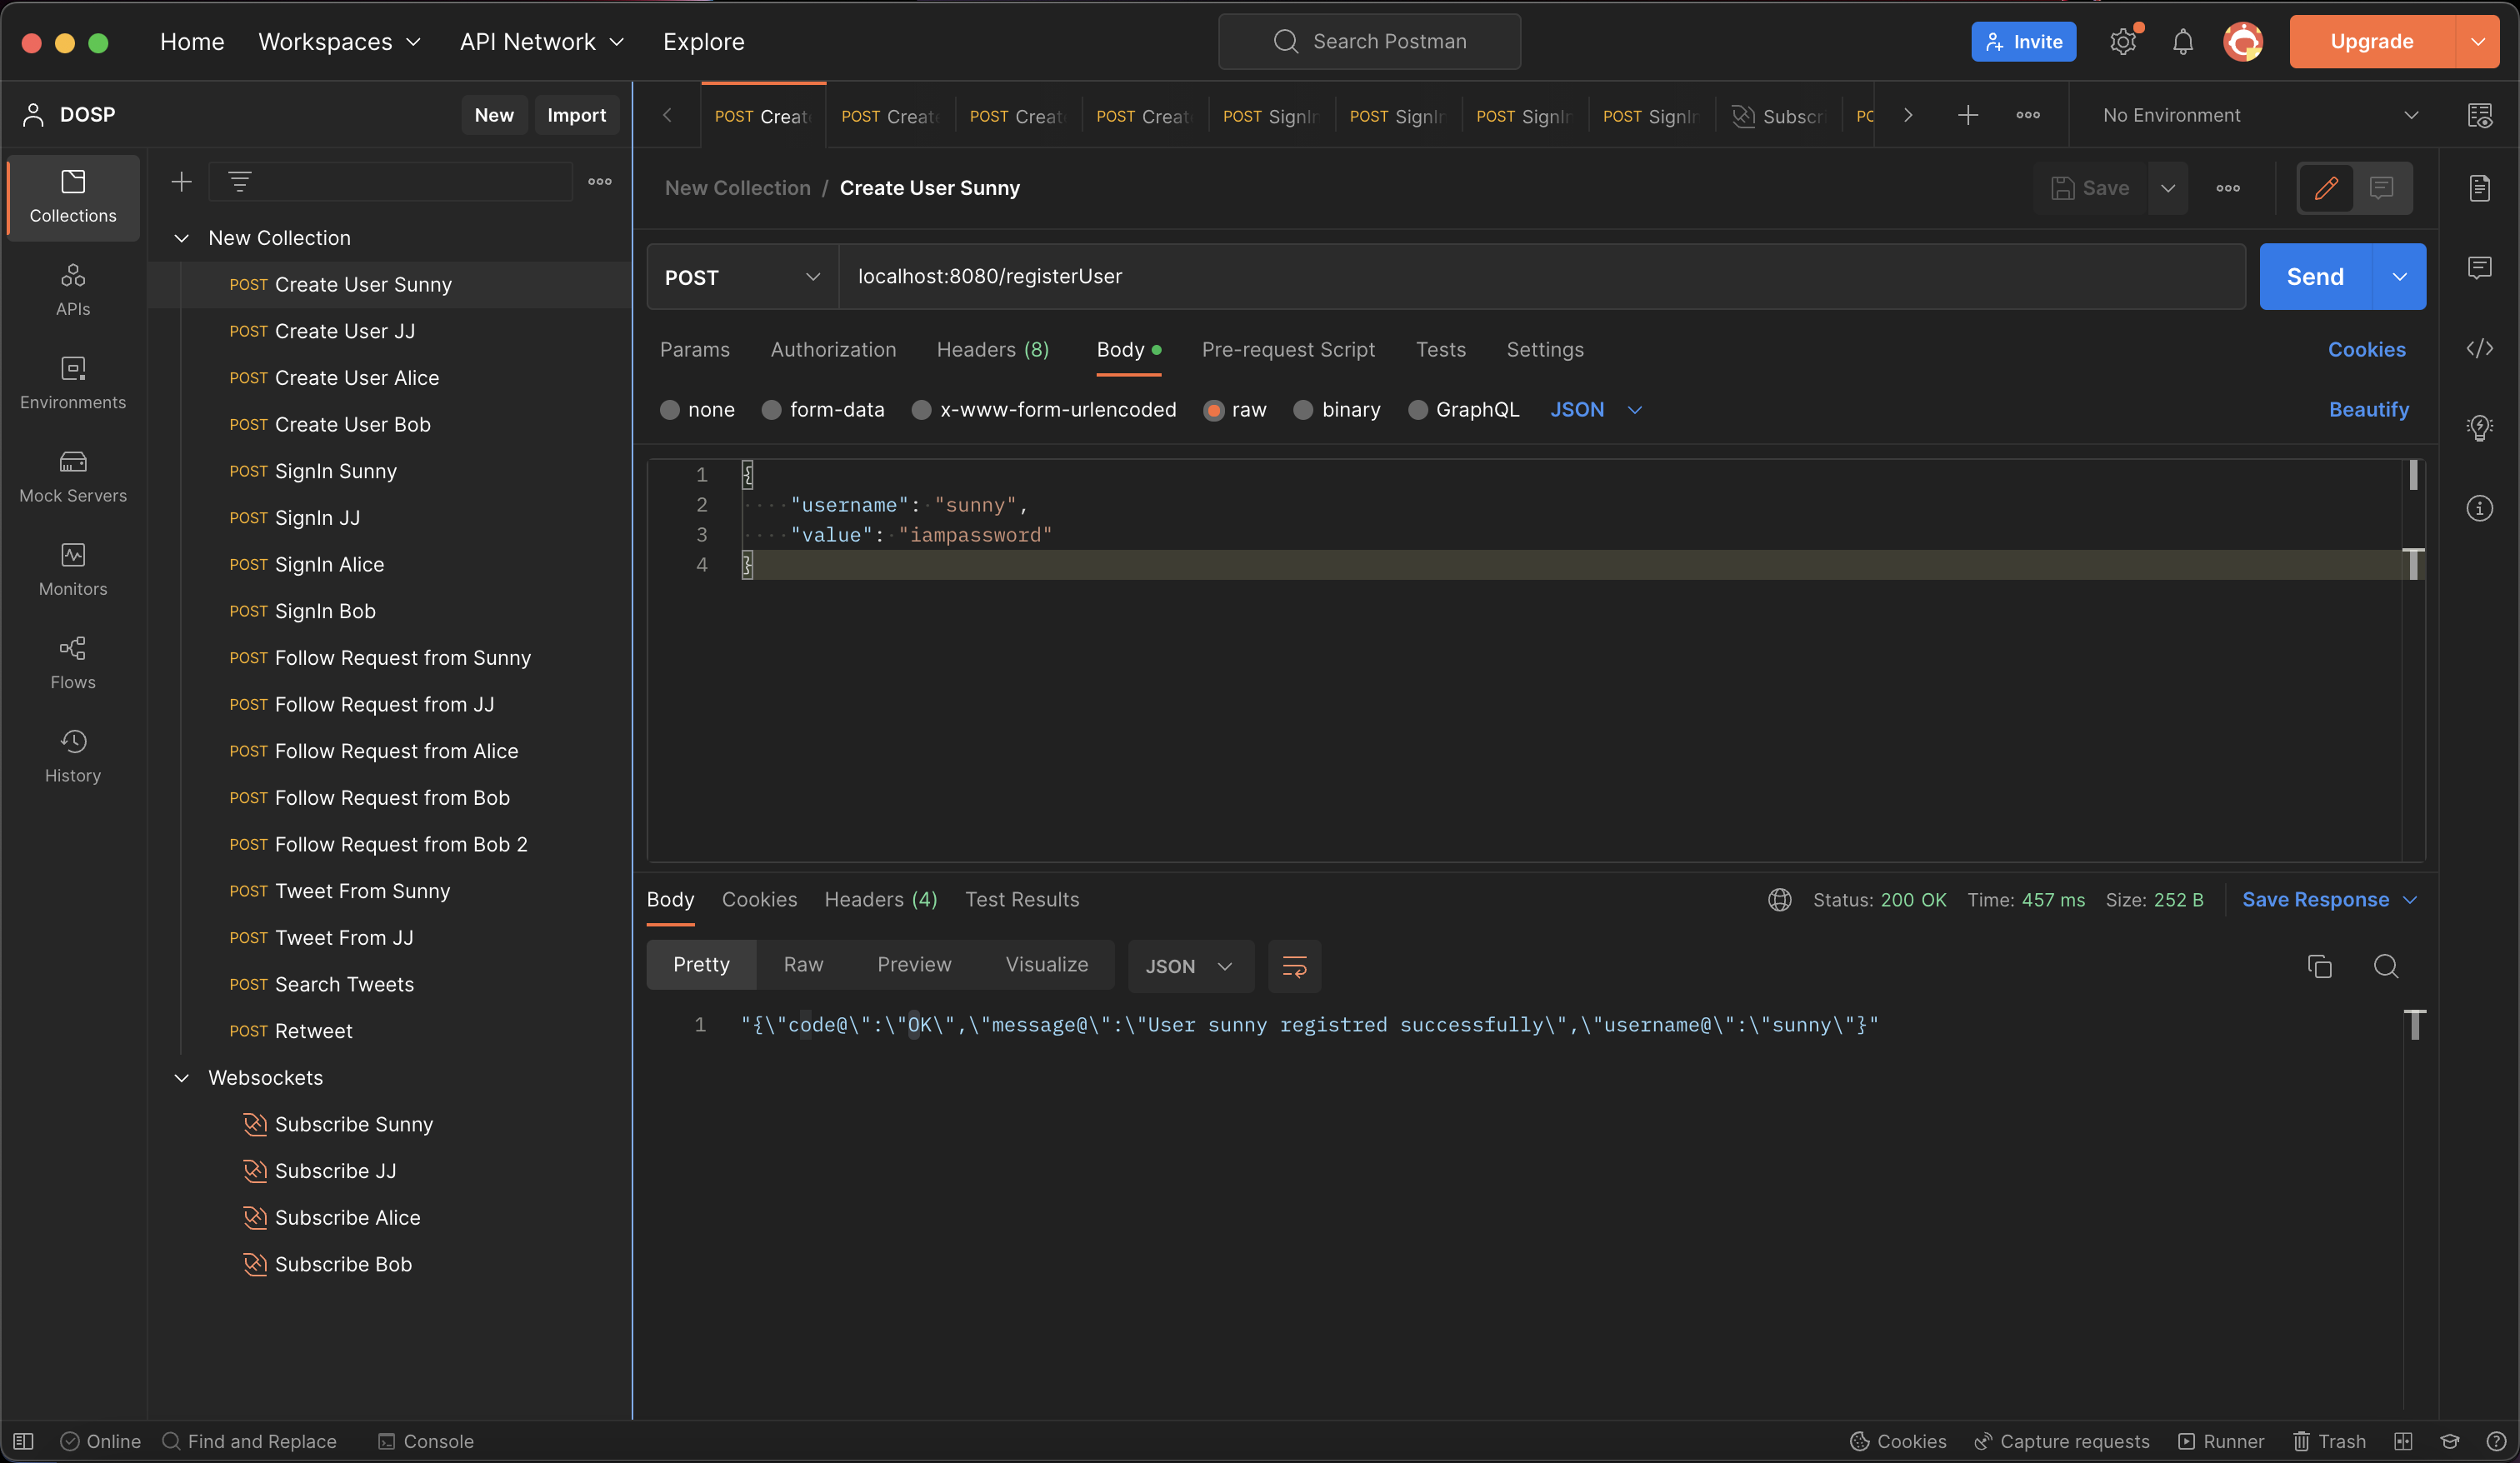 Home Workspaces API Network Explore Search Postman Invite Upgrade
DOSP New Import
POST Creat POST Creat POST Creat POST Creat POST SignIn POST SignIn POST SignIn POST SignIn Subscri PO No Environment
Collections
APIs
Environments
Mock Servers
Monitors
Flows
History
New Collection
POST Create User Sunny
POST Create User JJ
POST Create User Alice
POST Create User Bob
POST SignIn Sunny
POST SignIn JJ
POST SignIn Alice
POST SignIn Bob
POST Follow Request from Sunny
POST Follow Request from JJ
POST Follow Request from Alice
POST Follow Request from Bob
POST Follow Request from Bob 2
POST Tweet From Sunny
POST Tweet From JJ
POST Search Tweets
POST Retweet
Websockets
Subscribe Sunny
Subscribe JJ
Subscribe Alice
Subscribe Bob
New Collection / Create User Sunny Save
POST localhost:8080/registerUser Send
Params Authorization Headers (8) Body Pre-request Script Tests Settings Cookies
none form-data x-www-form-urlencoded raw binary GraphQL JSON Beautify
1 {
2 "username": "sunny",
3 "value": "iampassword"
4 }
Body Cookies Headers (4) Test Results Status: 200 OK Time: 457 ms Size: 252 B Save Response
Pretty Raw Preview Visualize JSON
1 "{\"code@\":\"OK\",\"message@\":\"User sunny registred successfully\",\"username@\":\"sunny\"}"
Online Find and Replace Console Cookies Capture requests Runner Trash